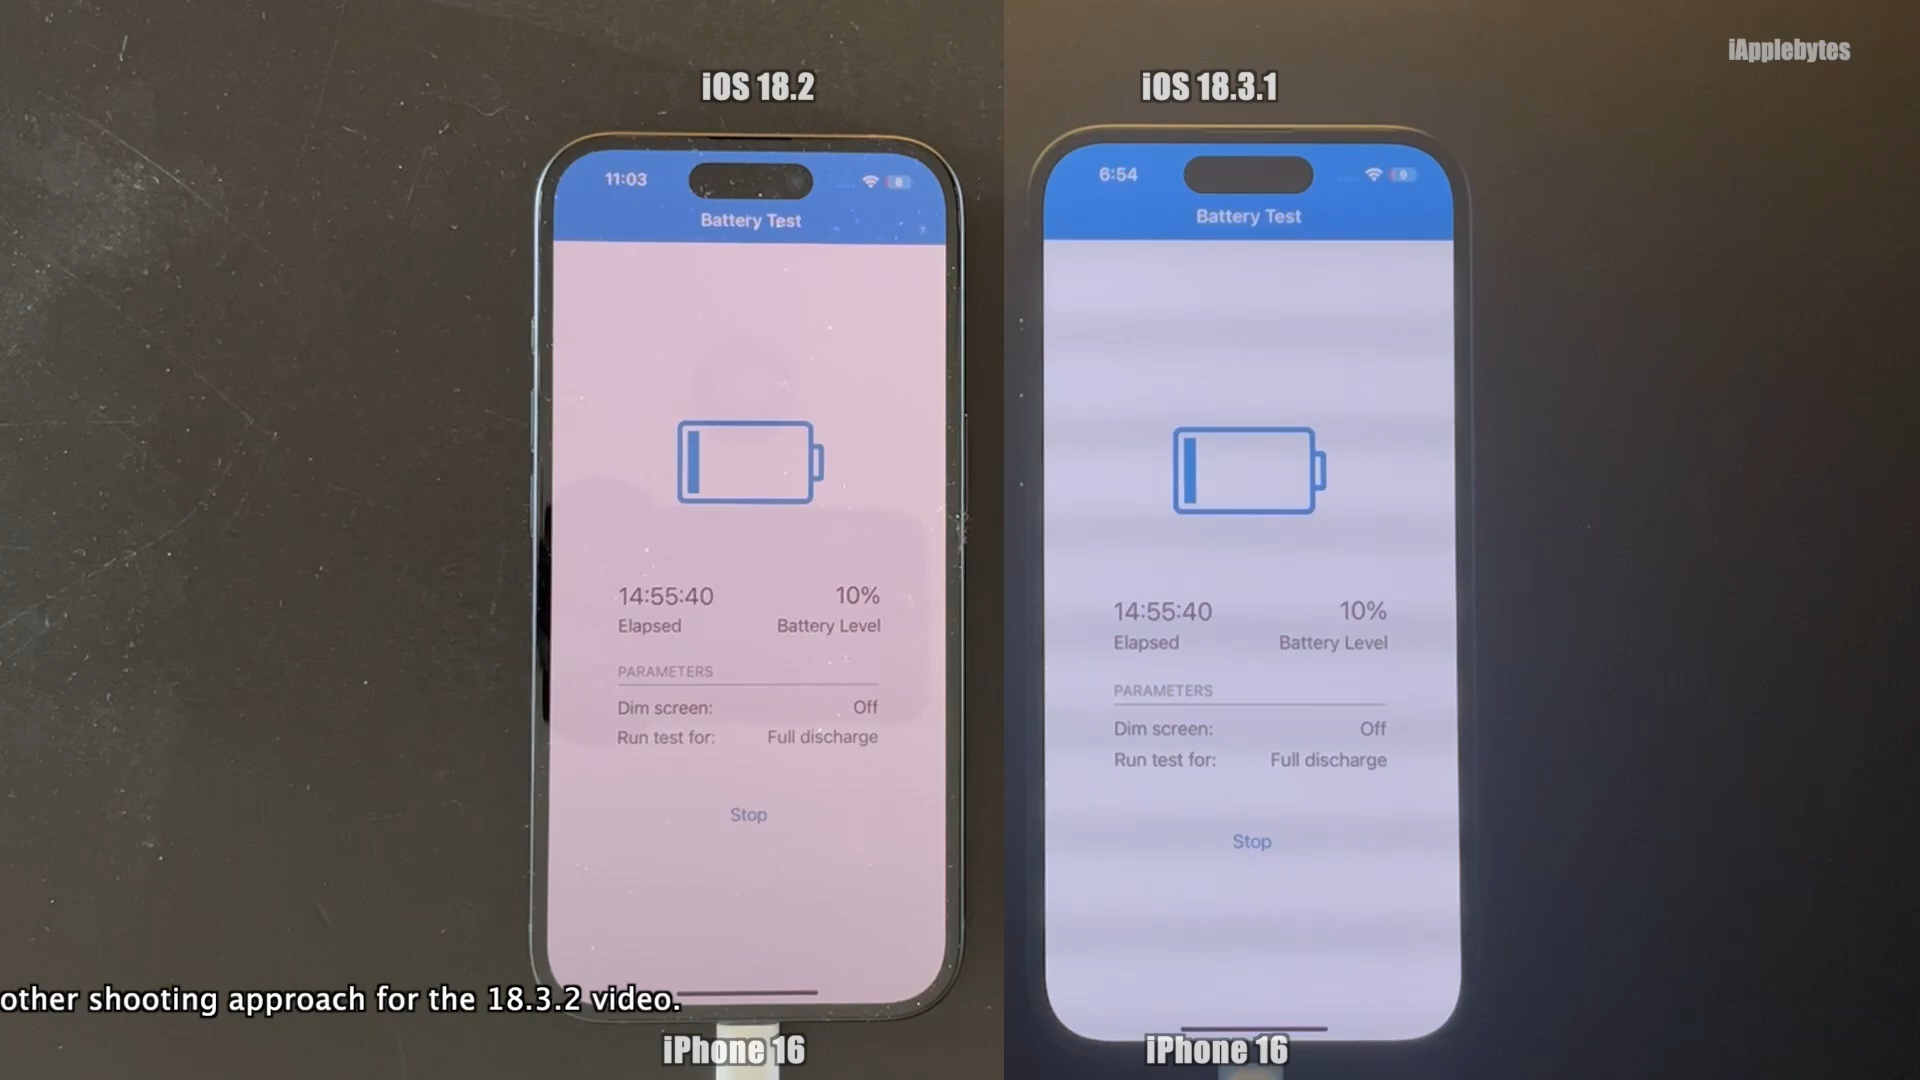 iApplebytes
iOS 18.2
11:03
8
Battery Test
14:55:40
10%
Elapsed
Battery Level
PARAMETERS
Dim screen:
Off
Run test for:
Full discharge
Stop
iPhone 16
iOS 18.3.1
6:54
9
Battery Test
14:55:40
10%
Elapsed
Battery Level
PARAMETERS
Dim screen:
Off
Run test for:
Full discharge
Stop
iPhone 16
other shooting approach for the 18.3.2 video.